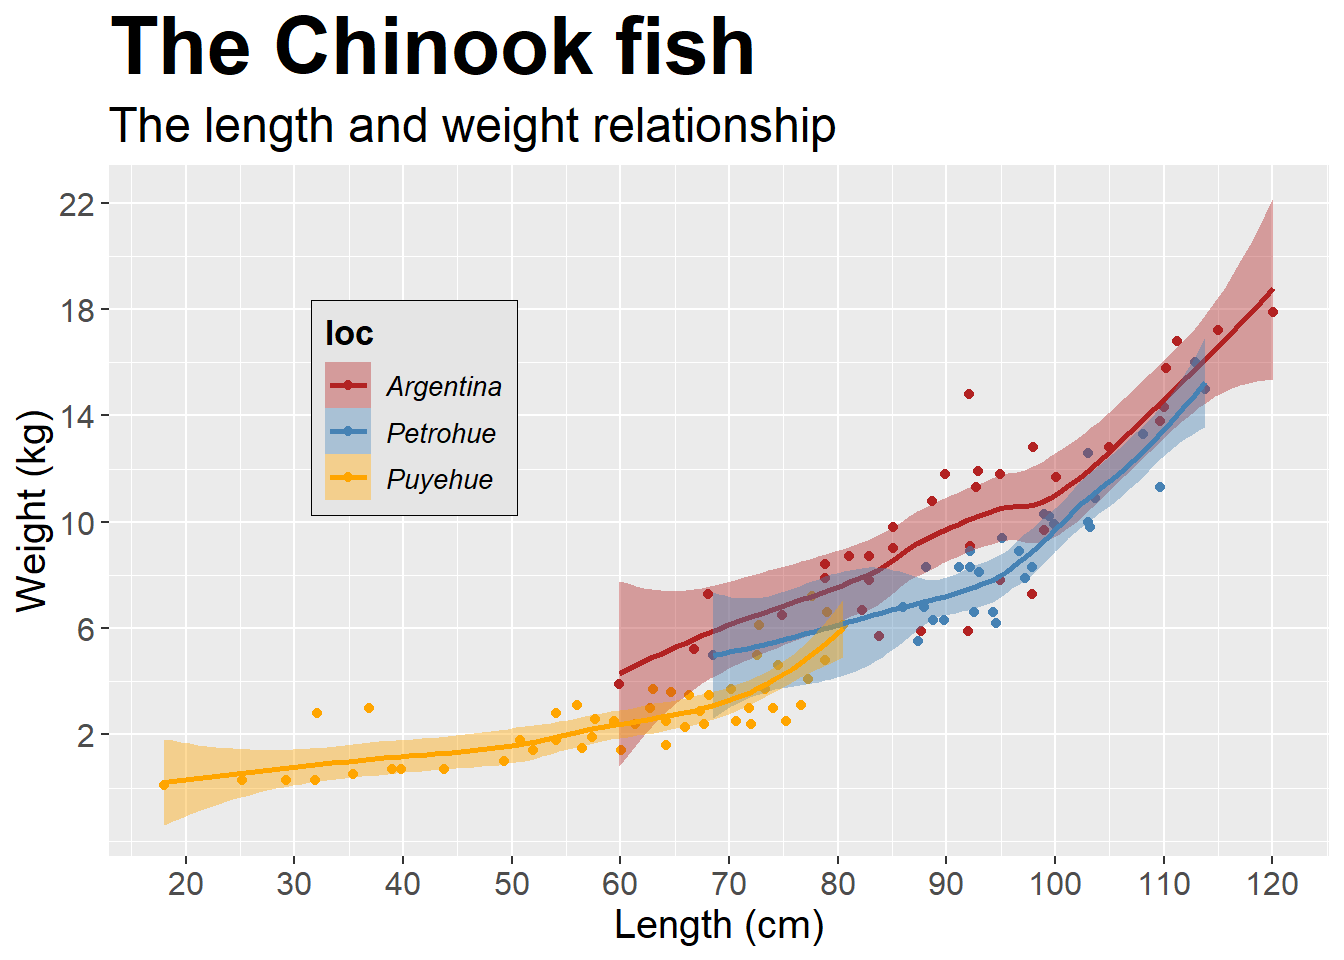 The Chinook fish
The length and weight relationship
22
18
14
10
6
2
Weight (kg)
loc
Argentina
Petrohue
Puyehue
20 30 40 50 60 70 80 90 100 110 120
Length (cm)